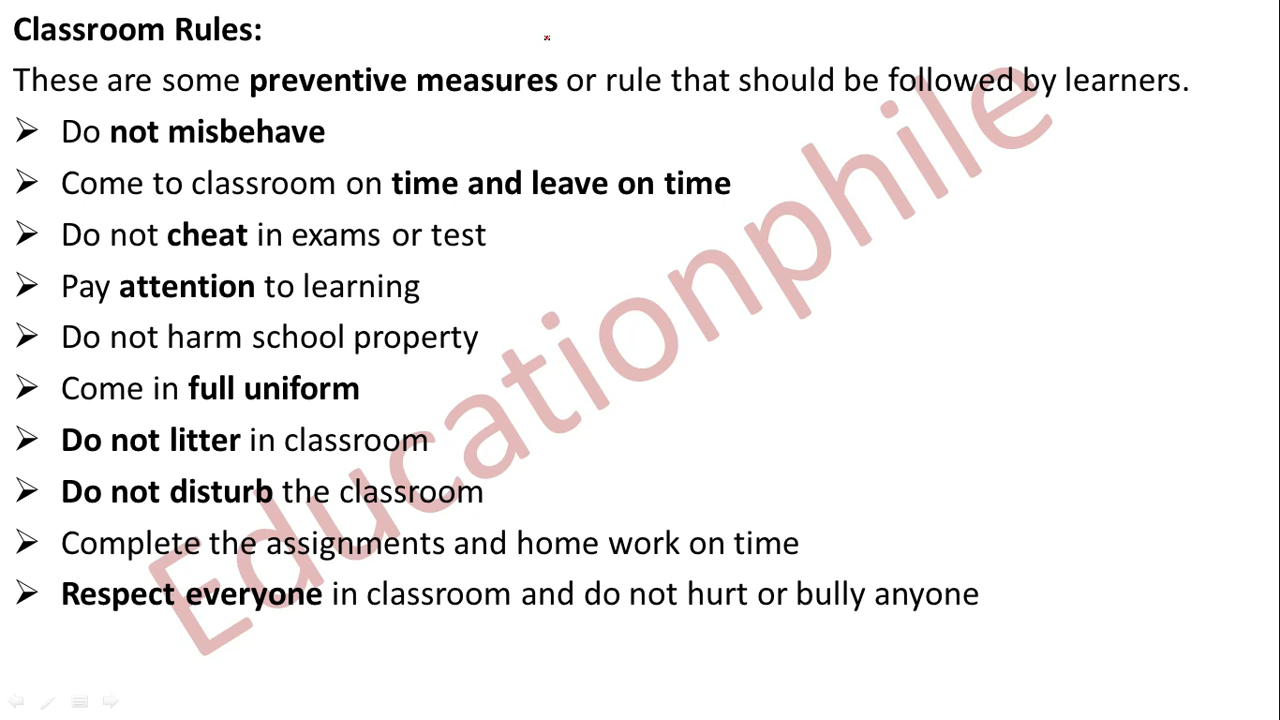 Classroom Rules:
These are some preventive measures or rule that should be followed by learners.
➢ Do not misbehave
➢ Come to classroom on time and leave on time
➢ Do not cheat in exams or test
➢ Pay attention to learning
➢ Do not harm school property
➢ Come in full uniform
➢ Do not litter in classroom
➢ Do not disturb the classroom
➢ Complete the assignments and home work on time
➢ Respect everyone in classroom and do not hurt or bully anyone
Educationphile